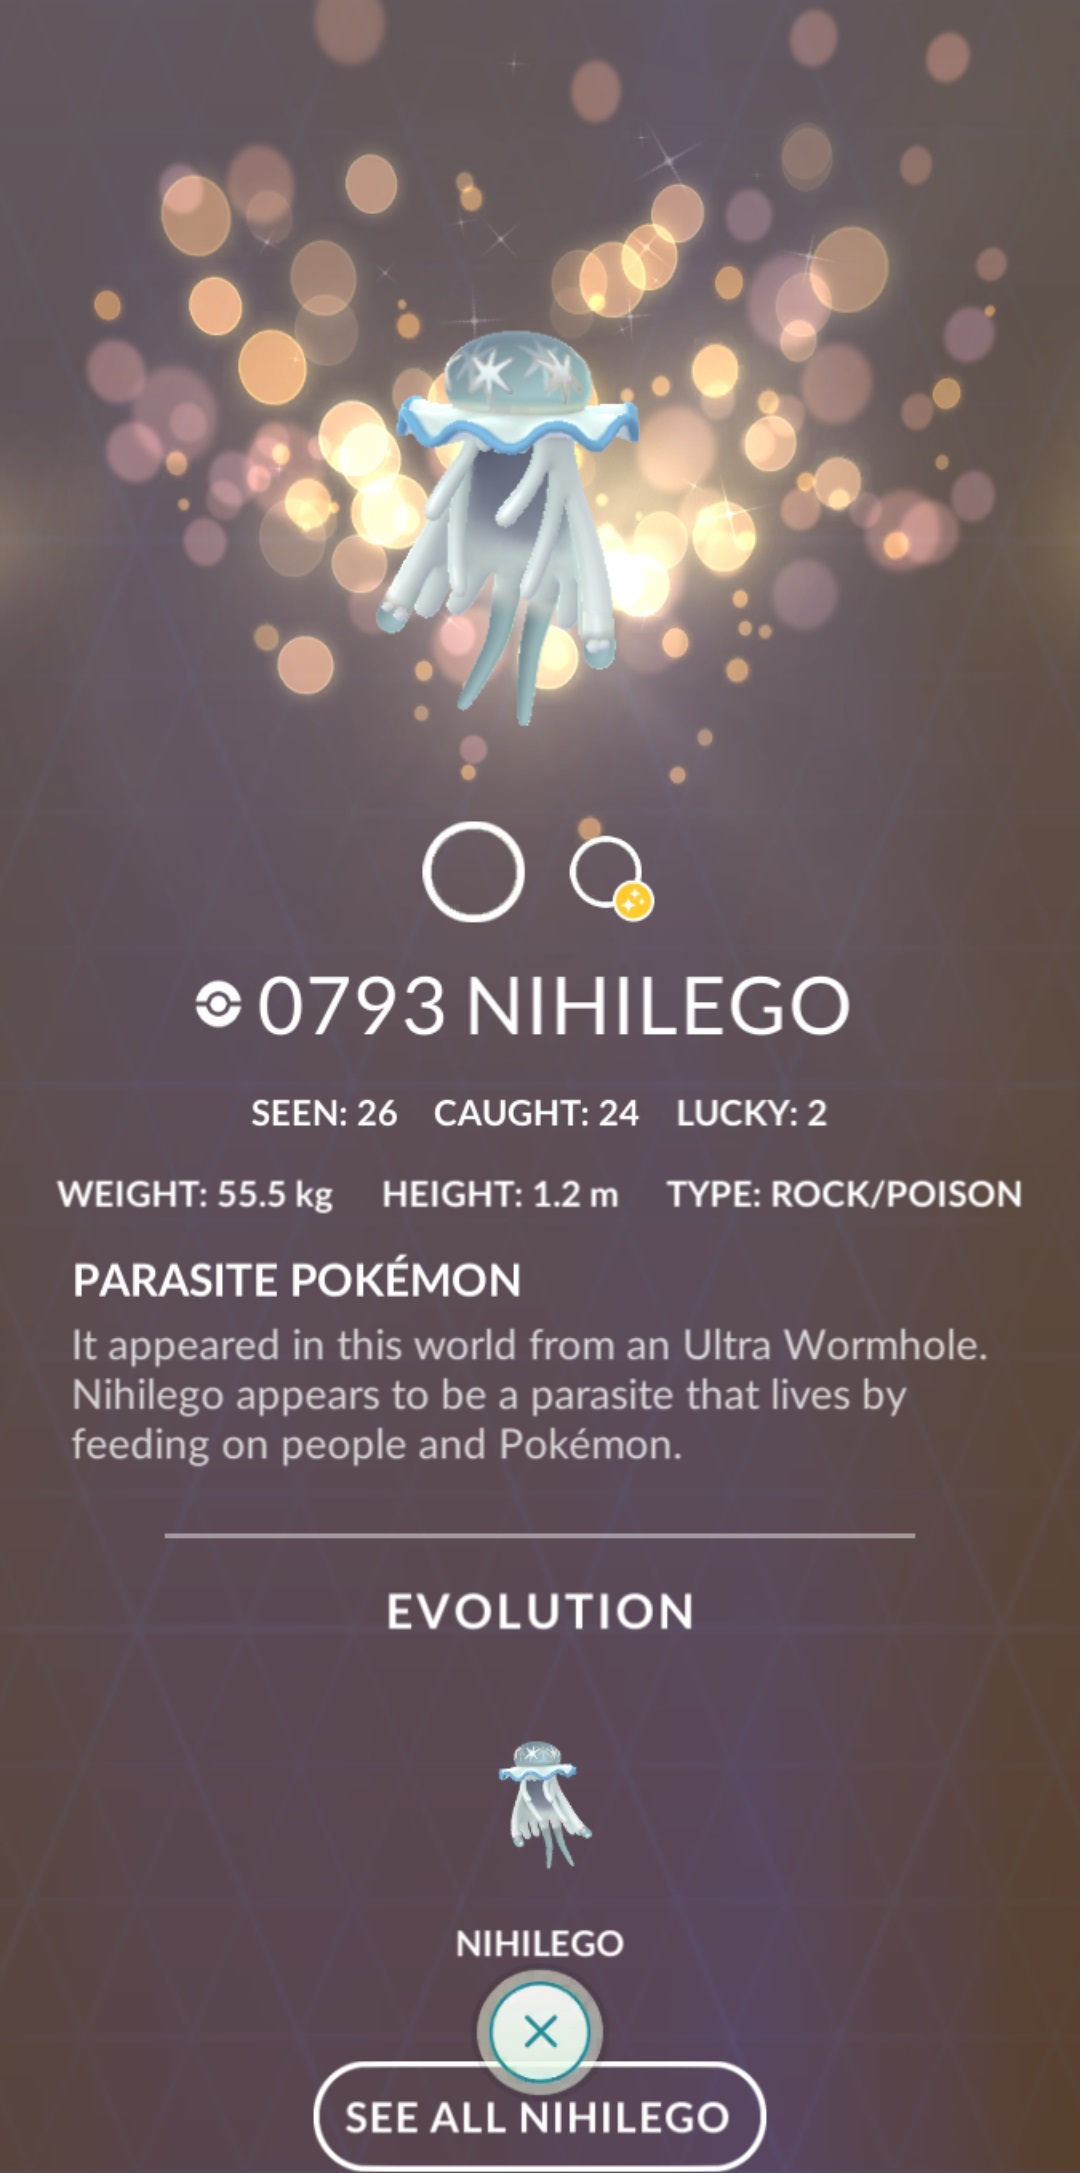 0793 NIHILEGO
SEEN: 26 CAUGHT: 24 LUCKY: 2
WEIGHT: 55.5 kg HEIGHT: 1.2 m TYPE: ROCK/POISON
PARASITE POKÉMON
It appeared in this world from an Ultra Wormhole.
Nihilego appears to be a parasite that lives by
feeding on people and Pokémon.
EVOLUTION
NIHILEGO
SEE ALL NIHILEGO